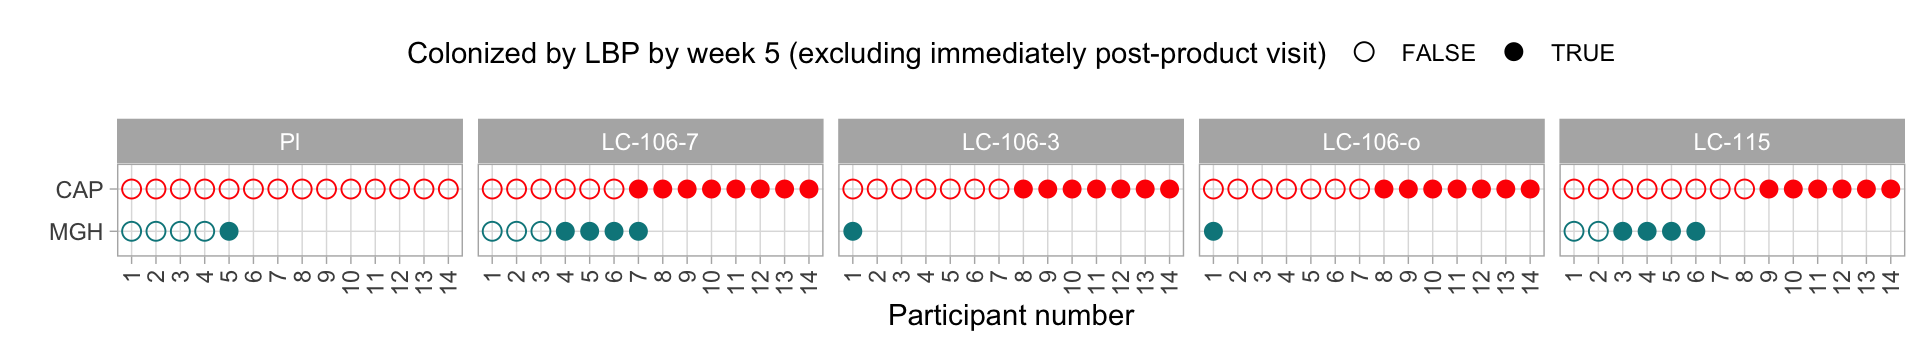 Colonized by LBP by week 5 (excluding immediately post-product visit) FALSE TRUE
Pl LC-106-7 LC-106-3 LC-106-o LC-115
CAP
MGH
1 2 3 4 5 6 7 8 9 10 11 12 13 14 1 2 3 4 5 6 7 8 9 10 11 12 13 14 1 2 3 4 5 6 7 8 9 10 11 12 13 14 1 2 3 4 5 6 7 8 9 10 11 12 13 14 1 2 3 4 5 6 7 8 9 10 11 12 13 14
Participant number